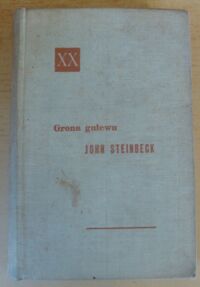 XX
Grona gniewu
JOHN STEINBECK